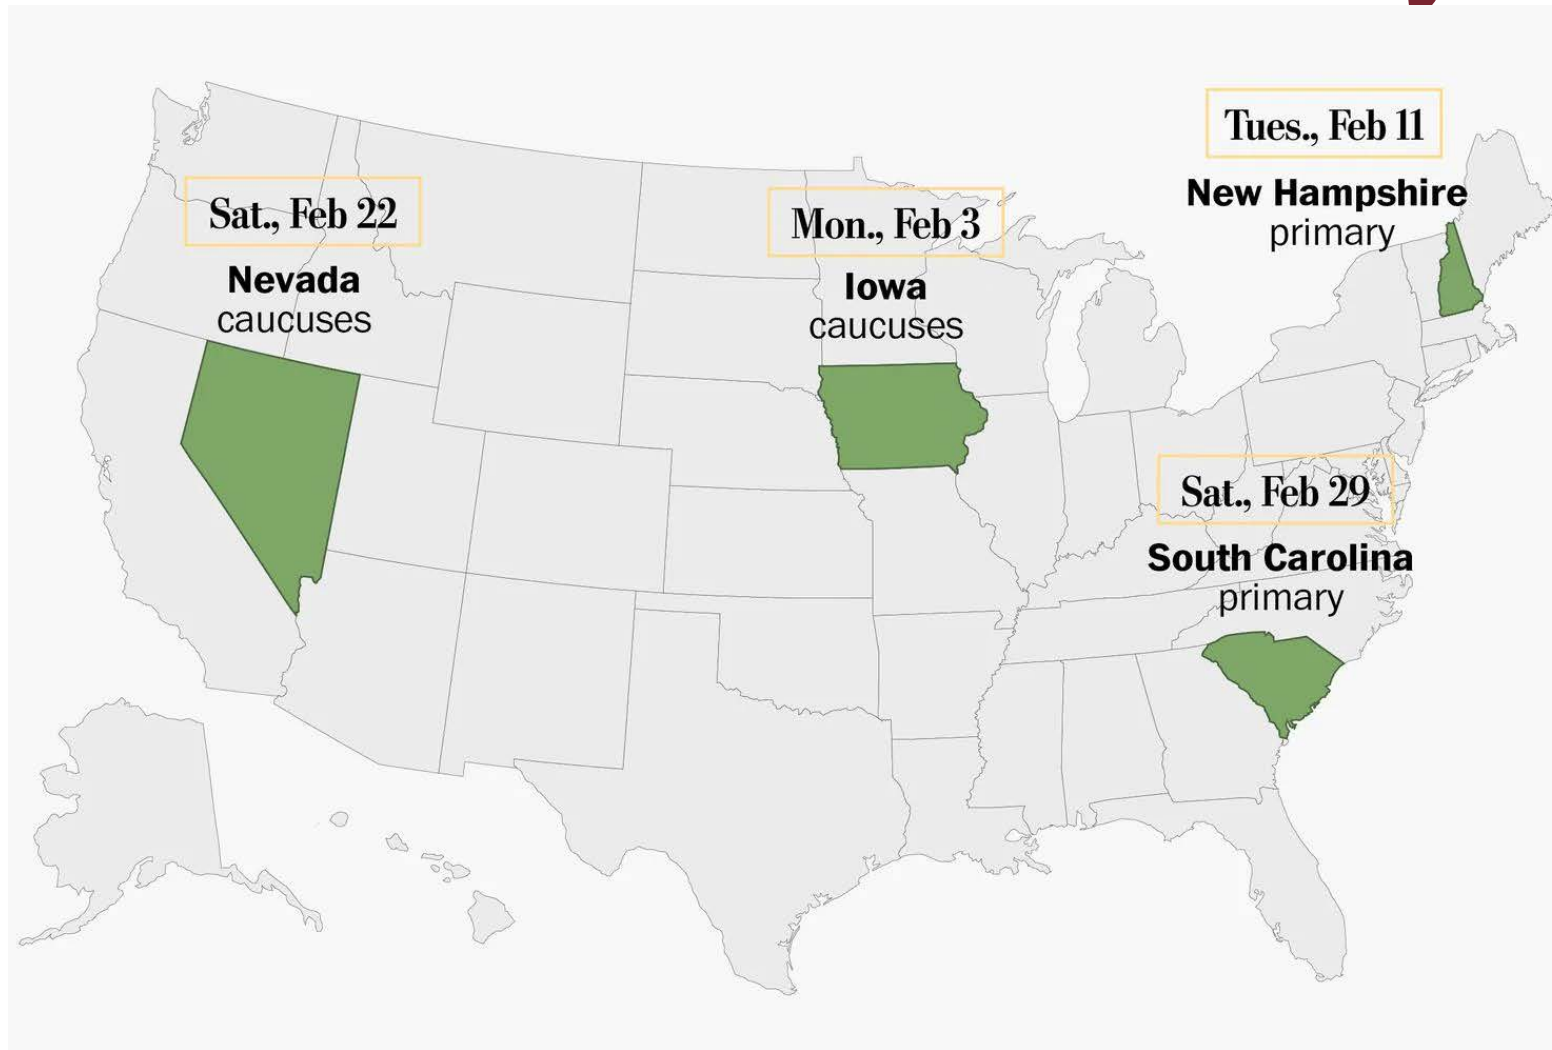 Tues., Feb 11
New Hampshire
primary
Sat., Feb 22
Nevada
caucuses
Mon., Feb 3
Iowa
caucuses
Sat., Feb 29
South Carolina
primary